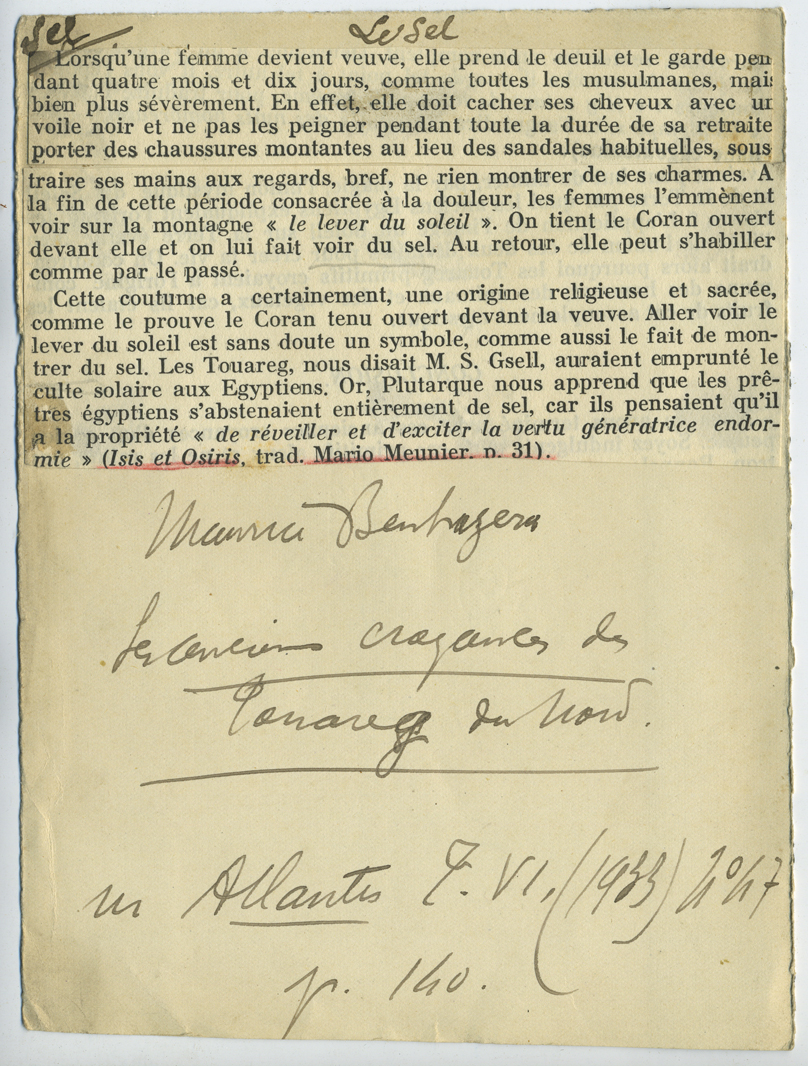 Sel
Le Sel
Lorsqu'une femme devient veuve, elle prend le deuil et le garde pen
dant quatre mois et dix jours, comme toutes les musulmanes, mais
bien plus sévèrement. En effet, elle doit cacher ses cheveux avec un
voile noir et ne pas les peigner pendant toute la durée de sa retraite
porter des chaussures montantes au lieu des sandales habituelles, sous
traire ses mains aux regards, bref, ne rien montrer de ses charmes. A
la fin de cette période consacrée à la douleur, les femmes l'emmènent
voir sur la montagne « le lever du soleil ». On tient le Coran ouvert
devant elle et on lui fait voir du sel. Au retour, elle peut s'habiller
comme par le passé.
Cette coutume a certainement, une origine religieuse et sacrée,
comme le prouve le Coran tenu ouvert devant la veuve. Aller voir le
lever du soleil est sans doute un symbole, comme aussi le fait de mon-
trer du sel. Les Touareg, nous disait M. S. Gsell, auraient emprunté le
culte solaire aux Egyptiens. Or, Plutarque nous apprend que les prê-
tres égyptiens s'abstenaient entièrement de sel, car ils pensaient qu'il
a la propriété « de réveiller et d'exciter la vertu génératrice endor-
mie » (Isis et Osiris, trad. Mario Meunier. p. 31).
Maurice Benhazera
Les anciennes croyances des
Touareg du Nord.
in Atlantis T. VI, (1933) N° 47
p. 140.